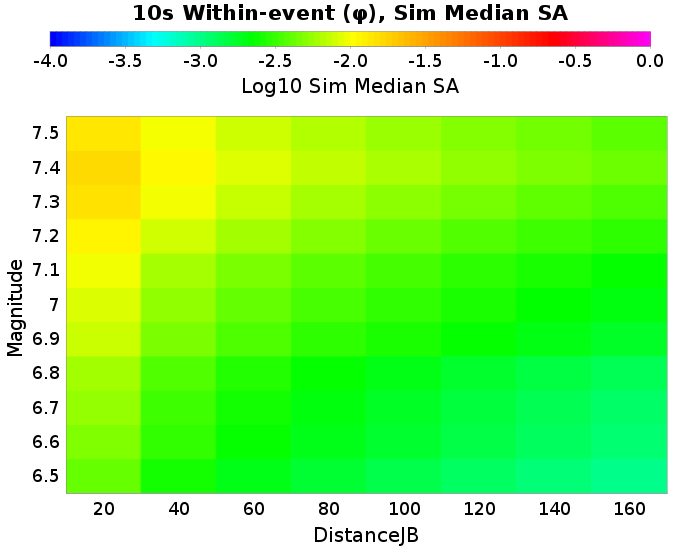 10s Within-event (φ), Sim Median SA
-4.0 -3.5 -3.0 -2.5 -2.0 -1.5 -1.0 -0.5 0.0
Log10 Sim Median SA
7.5
7.4
7.3
7.2
7.1
7
6.9
6.8
6.7
6.6
6.5
Magnitude
20 40 60 80 100 120 140 160
DistanceJB